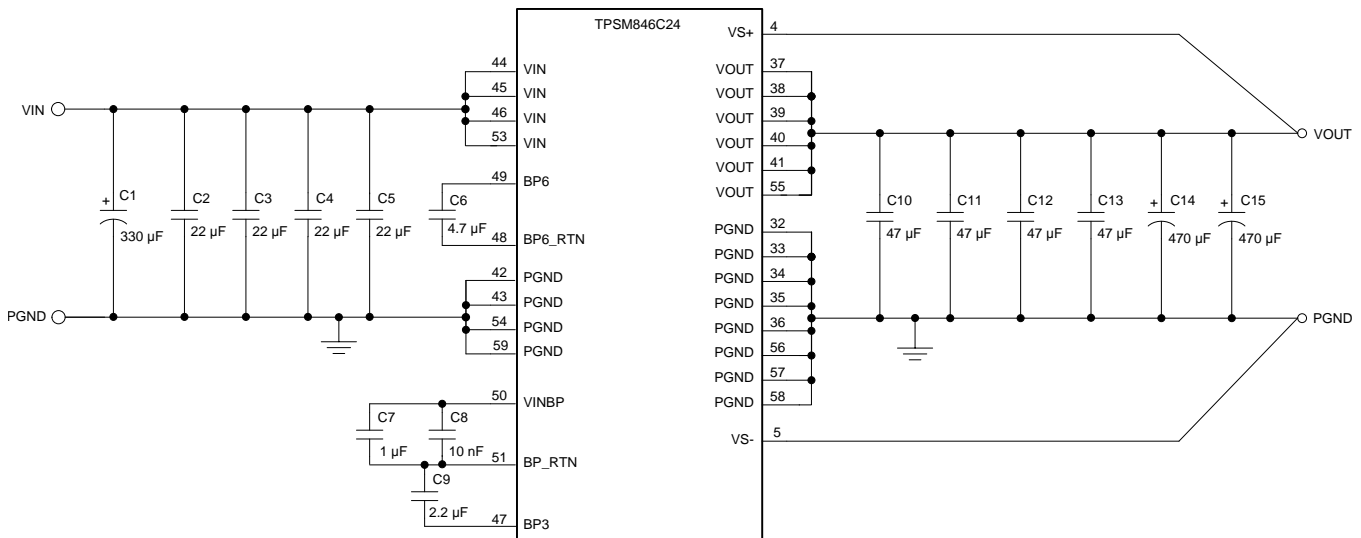 TPSM846C24
VIN
PGND
+
C1
330 µF
C2
22 µF
C3
22 µF
C4
22 µF
C5
22 µF
44 VIN
45 VIN
46 VIN
53 VIN
49 BP6
C6
4.7 µF
48 BP6_RTN
42 PGND
43 PGND
54 PGND
59 PGND
50 VINBP
C7
1 µF
C8
10 nF
51 BP_RTN
C9
2.2 µF
47 BP3
VS+ 4
VOUT 37
VOUT 38
VOUT 39
VOUT 40
VOUT 41
VOUT 55
PGND 32
PGND 33
PGND 34
PGND 35
PGND 36
PGND 56
PGND 57
PGND 58
VS- 5
C10
47 µF
C11
47 µF
C12
47 µF
C13
47 µF
+
C14
470 µF
+
C15
470 µF
VOUT
PGND